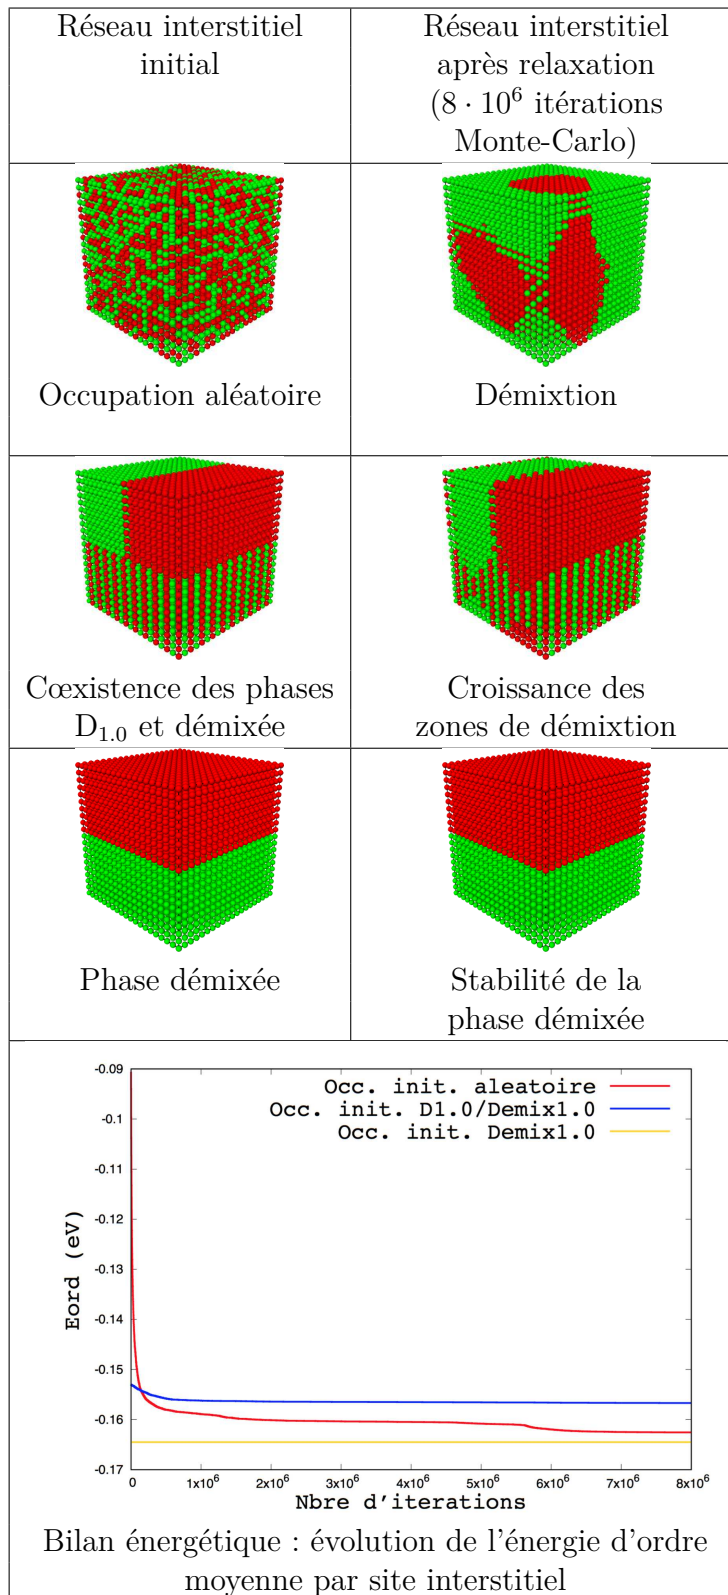 Réseau interstitiel
initial
Réseau interstitiel
après relaxation
(8 · 10⁶ itérations
Monte-Carlo)
Occupation aléatoire
Démixtion
Cœxistence des phases
D₁.₀ et démixée
Croissance des
zones de démixtion
Phase démixée
Stabilité de la
phase démixée
-0.09
-0.1
-0.11
-0.12
-0.13
-0.14
-0.15
-0.16
-0.17
Eord (eV)
Occ. init. aleatoire
Occ. init. D1.0/Demix1.0
Occ. init. Demix1.0
0 1x10⁶ 2x10⁶ 3x10⁶ 4x10⁶ 5x10⁶ 6x10⁶ 7x10⁶ 8x10⁶
Nbre d'iterations
Bilan énergétique : évolution de l'énergie d'ordre
moyenne par site interstitiel